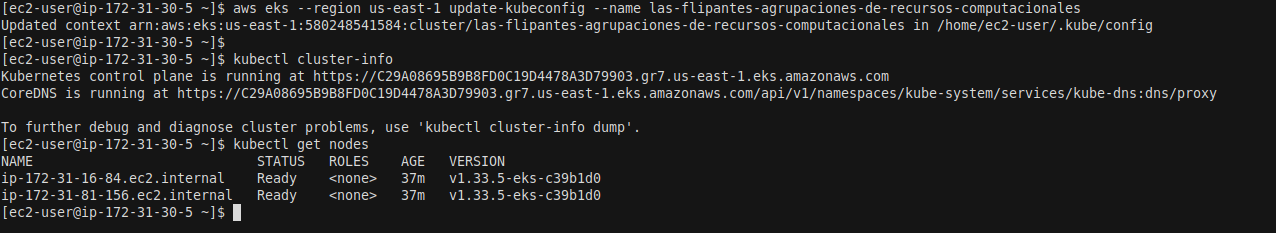 [ec2-user@ip-172-31-30-5 ~]$ aws eks --region us-east-1 update-kubeconfig --name las-flipantes-agrupaciones-de-recursos-computacionales
Updated context arn:aws:eks:us-east-1:580248541584:cluster/las-flipantes-agrupaciones-de-recursos-computacionales in /home/ec2-user/.kube/config
[ec2-user@ip-172-31-30-5 ~]$
[ec2-user@ip-172-31-30-5 ~]$ kubectl cluster-info
Kubernetes control plane is running at https://C29A08695B9B8FD0C19D4478A3D79903.gr7.us-east-1.eks.amazonaws.com
CoreDNS is running at https://C29A08695B9B8FD0C19D4478A3D79903.gr7.us-east-1.eks.amazonaws.com/api/v1/namespaces/kube-system/services/kube-dns:dns/proxy
To further debug and diagnose cluster problems, use 'kubectl cluster-info dump'.
[ec2-user@ip-172-31-30-5 ~]$ kubectl get nodes
NAME STATUS ROLES AGE VERSION
ip-172-31-16-84.ec2.internal Ready <none> 37m v1.33.5-eks-c39b1d0
ip-172-31-81-156.ec2.internal Ready <none> 37m v1.33.5-eks-c39b1d0
[ec2-user@ip-172-31-30-5 ~]$